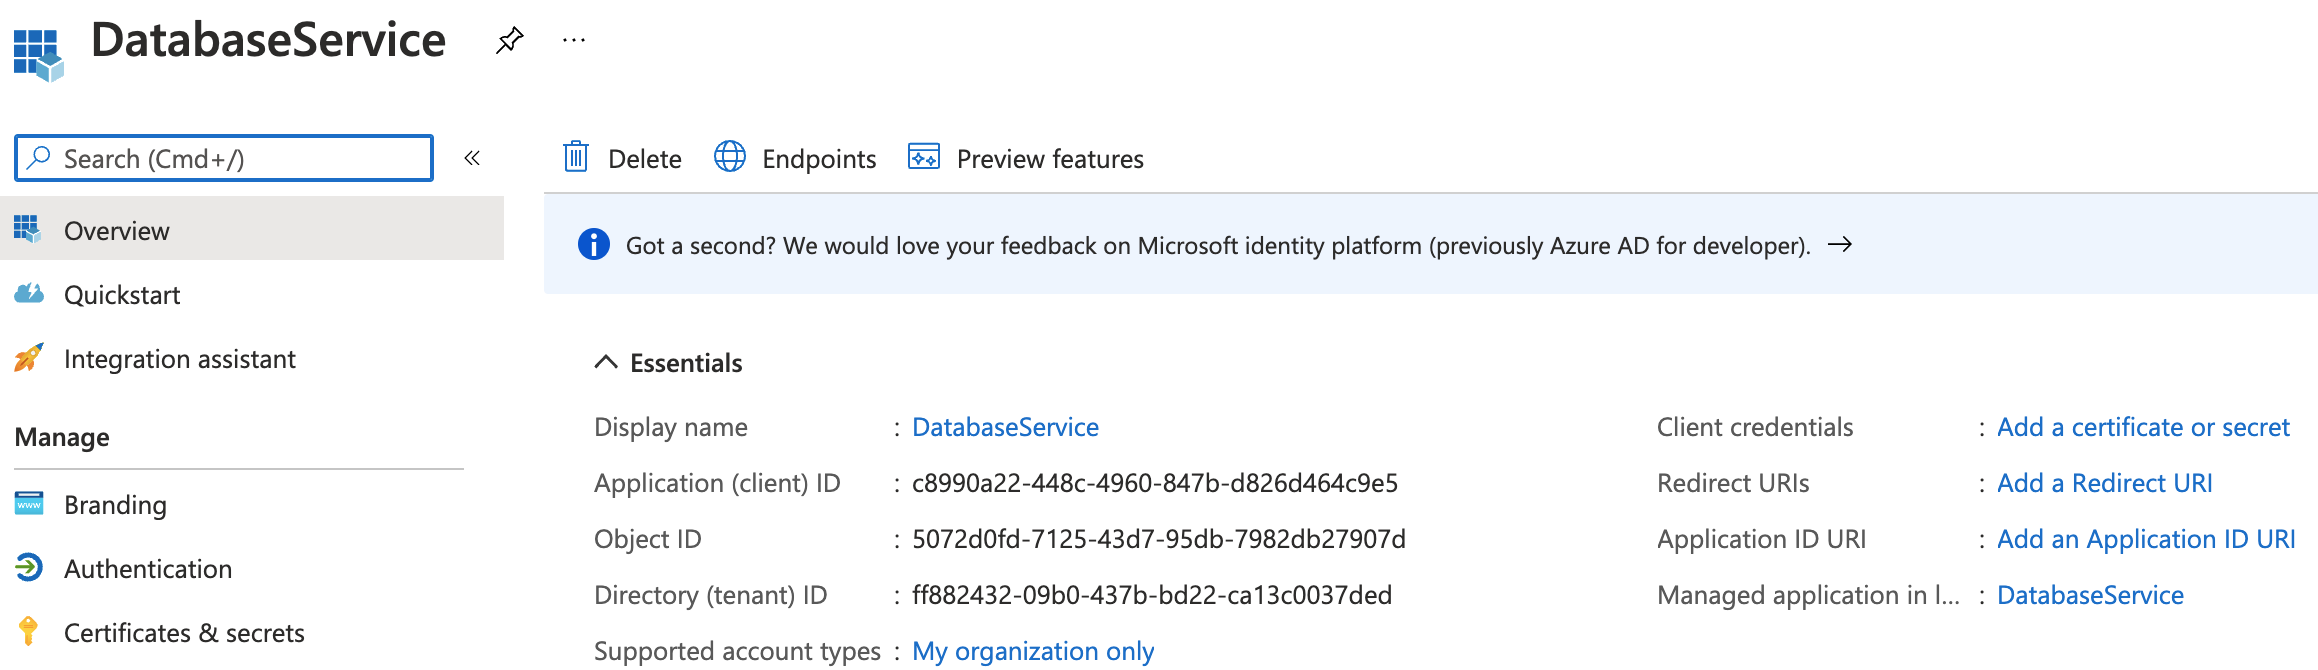 DatabaseService ...
Search (Cmd+/) «
Overview
Quickstart
Integration assistant
Manage
Branding
Authentication
Certificates & secrets
Delete Endpoints Preview features
Got a second? We would love your feedback on Microsoft identity platform (previously Azure AD for developer). →
Essentials
Display name : DatabaseService
Application (client) ID : c8990a22-448c-4960-847b-d826d464c9e5
Object ID : 5072d0fd-7125-43d7-95db-7982db27907d
Directory (tenant) ID : ff882432-09b0-437b-bd22-ca13c0037ded
Supported account types : My organization only
Client credentials : Add a certificate or secret
Redirect URIs : Add a Redirect URI
Application ID URI : Add an Application ID URI
Managed application in l... : DatabaseService